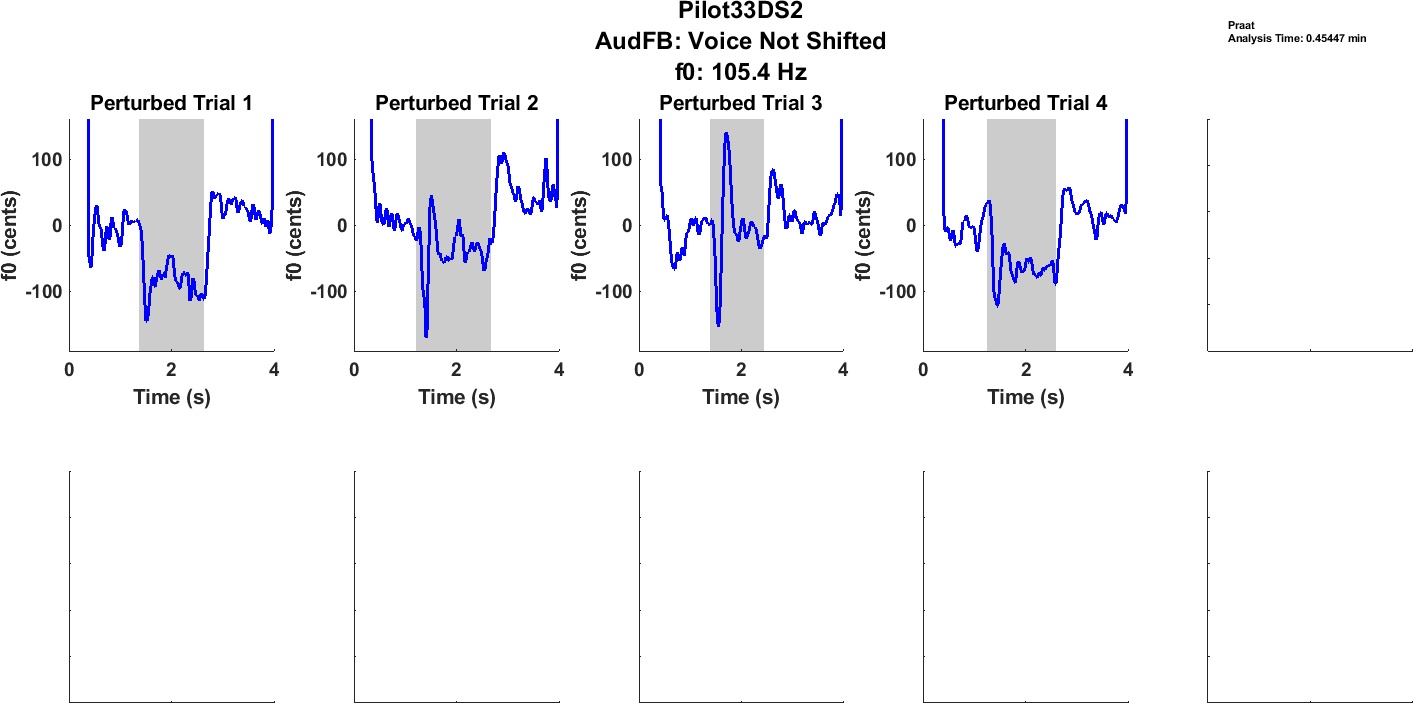 Pilot33DS2
AudFB: Voice Not Shifted
f0: 105.4 Hz
Praat
Analysis Time: 0.45447 min
Perturbed Trial 1
f0 (cents)
100
0
-100
0 2 4
Time (s)
Perturbed Trial 2
f0 (cents)
100
0
-100
0 2 4
Time (s)
Perturbed Trial 3
f0 (cents)
100
0
-100
0 2 4
Time (s)
Perturbed Trial 4
f0 (cents)
100
0
-100
0 2 4
Time (s)